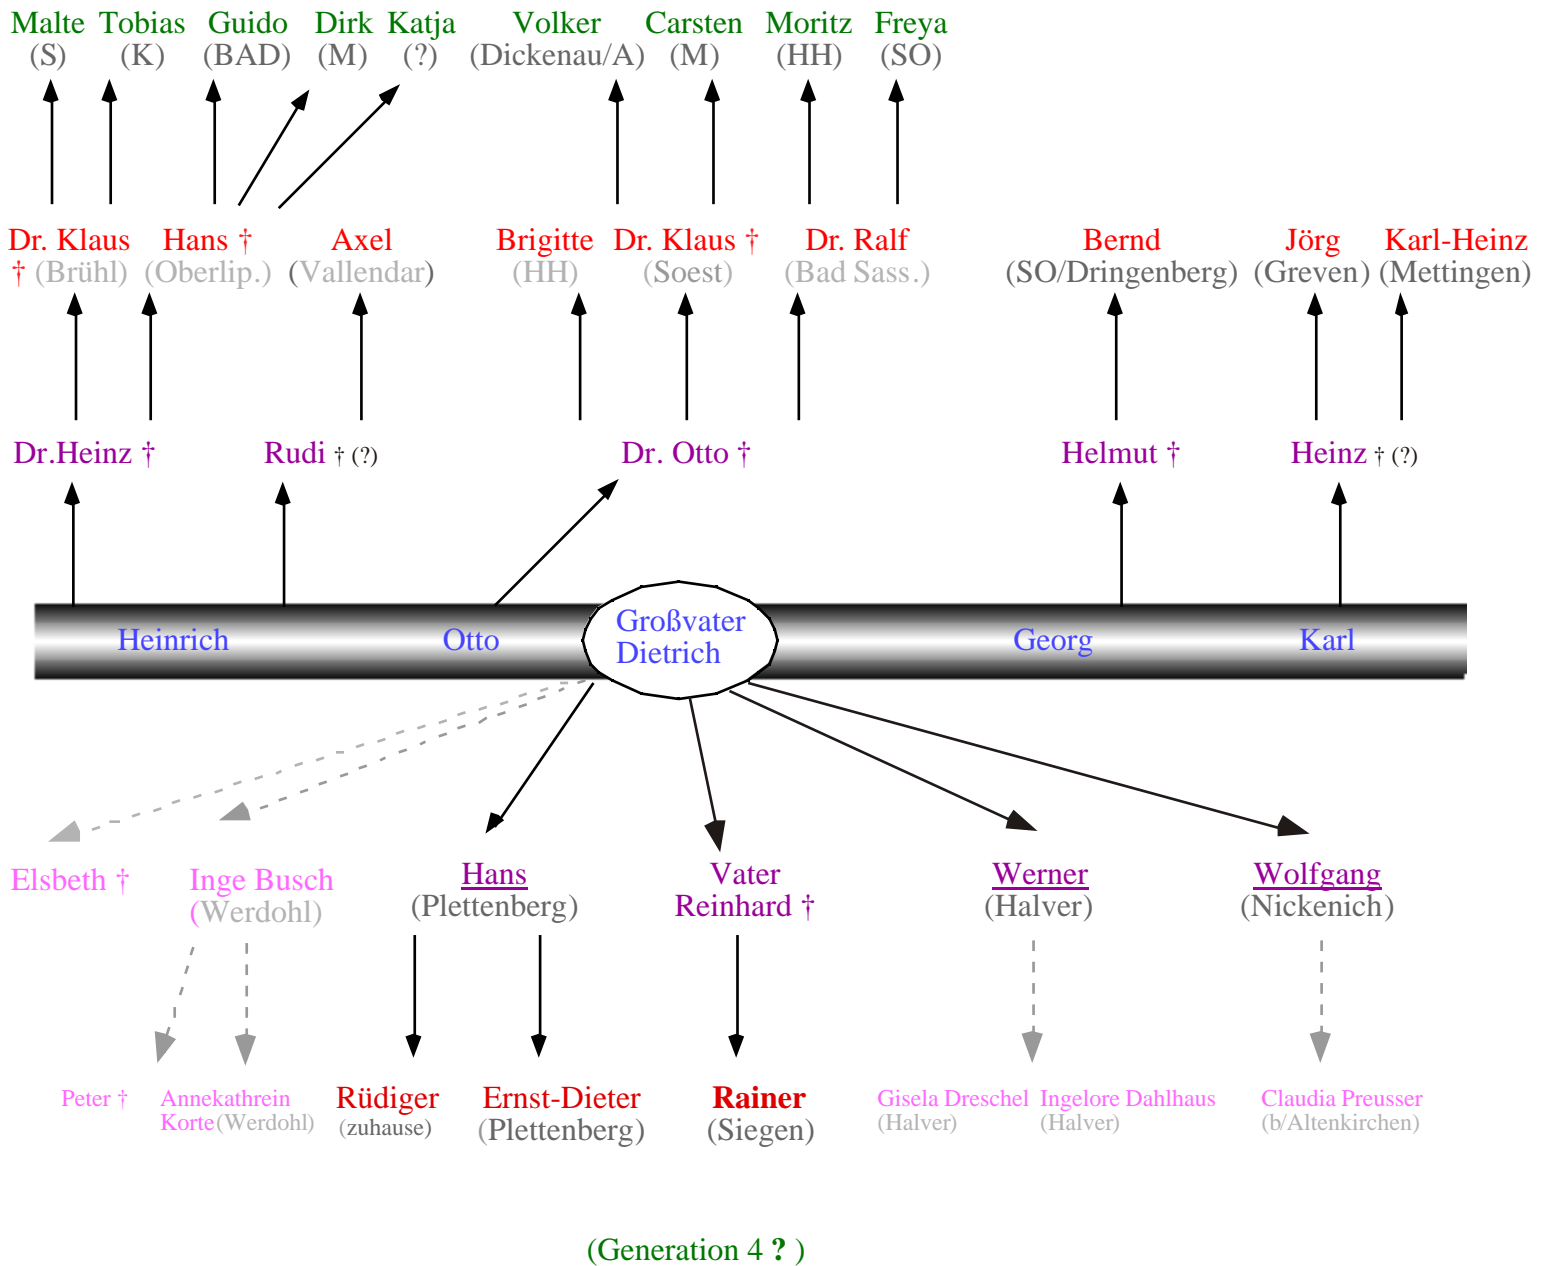 Malte Tobias Guido Dirk Katja Volker Carsten Moritz Freya
(S) (K) (BAD) (M) (?) (Dickenau/A) (M) (HH) (SO)
Dr. Klaus Hans † Axel Brigitte Dr. Klaus † Dr. Ralf Bernd Jörg Karl-Heinz
† (Brühl) (Oberlip.) (Vallendar) (HH) (Soest) (Bad Sass.) (SO/Dringenberg) (Greven) (Mettingen)
Dr.Heinz † Rudi † (?) Dr. Otto † Helmut † Heinz † (?)
Großvater
Heinrich Otto Dietrich Georg Karl
Elsbeth † Inge Busch Hans Vater Werner Wolfgang
(Werdohl) (Plettenberg) Reinhard † (Halver) (Nickenich)
Peter † Annekathrein Rüdiger Ernst-Dieter Rainer Gisela Dreschel Ingelore Dahlhaus Claudia Preusser
Korte(Werdohl) (zuhause) (Plettenberg) (Siegen) (Halver) (Halver) (b/Altenkirchen)
(Generation 4 ? )